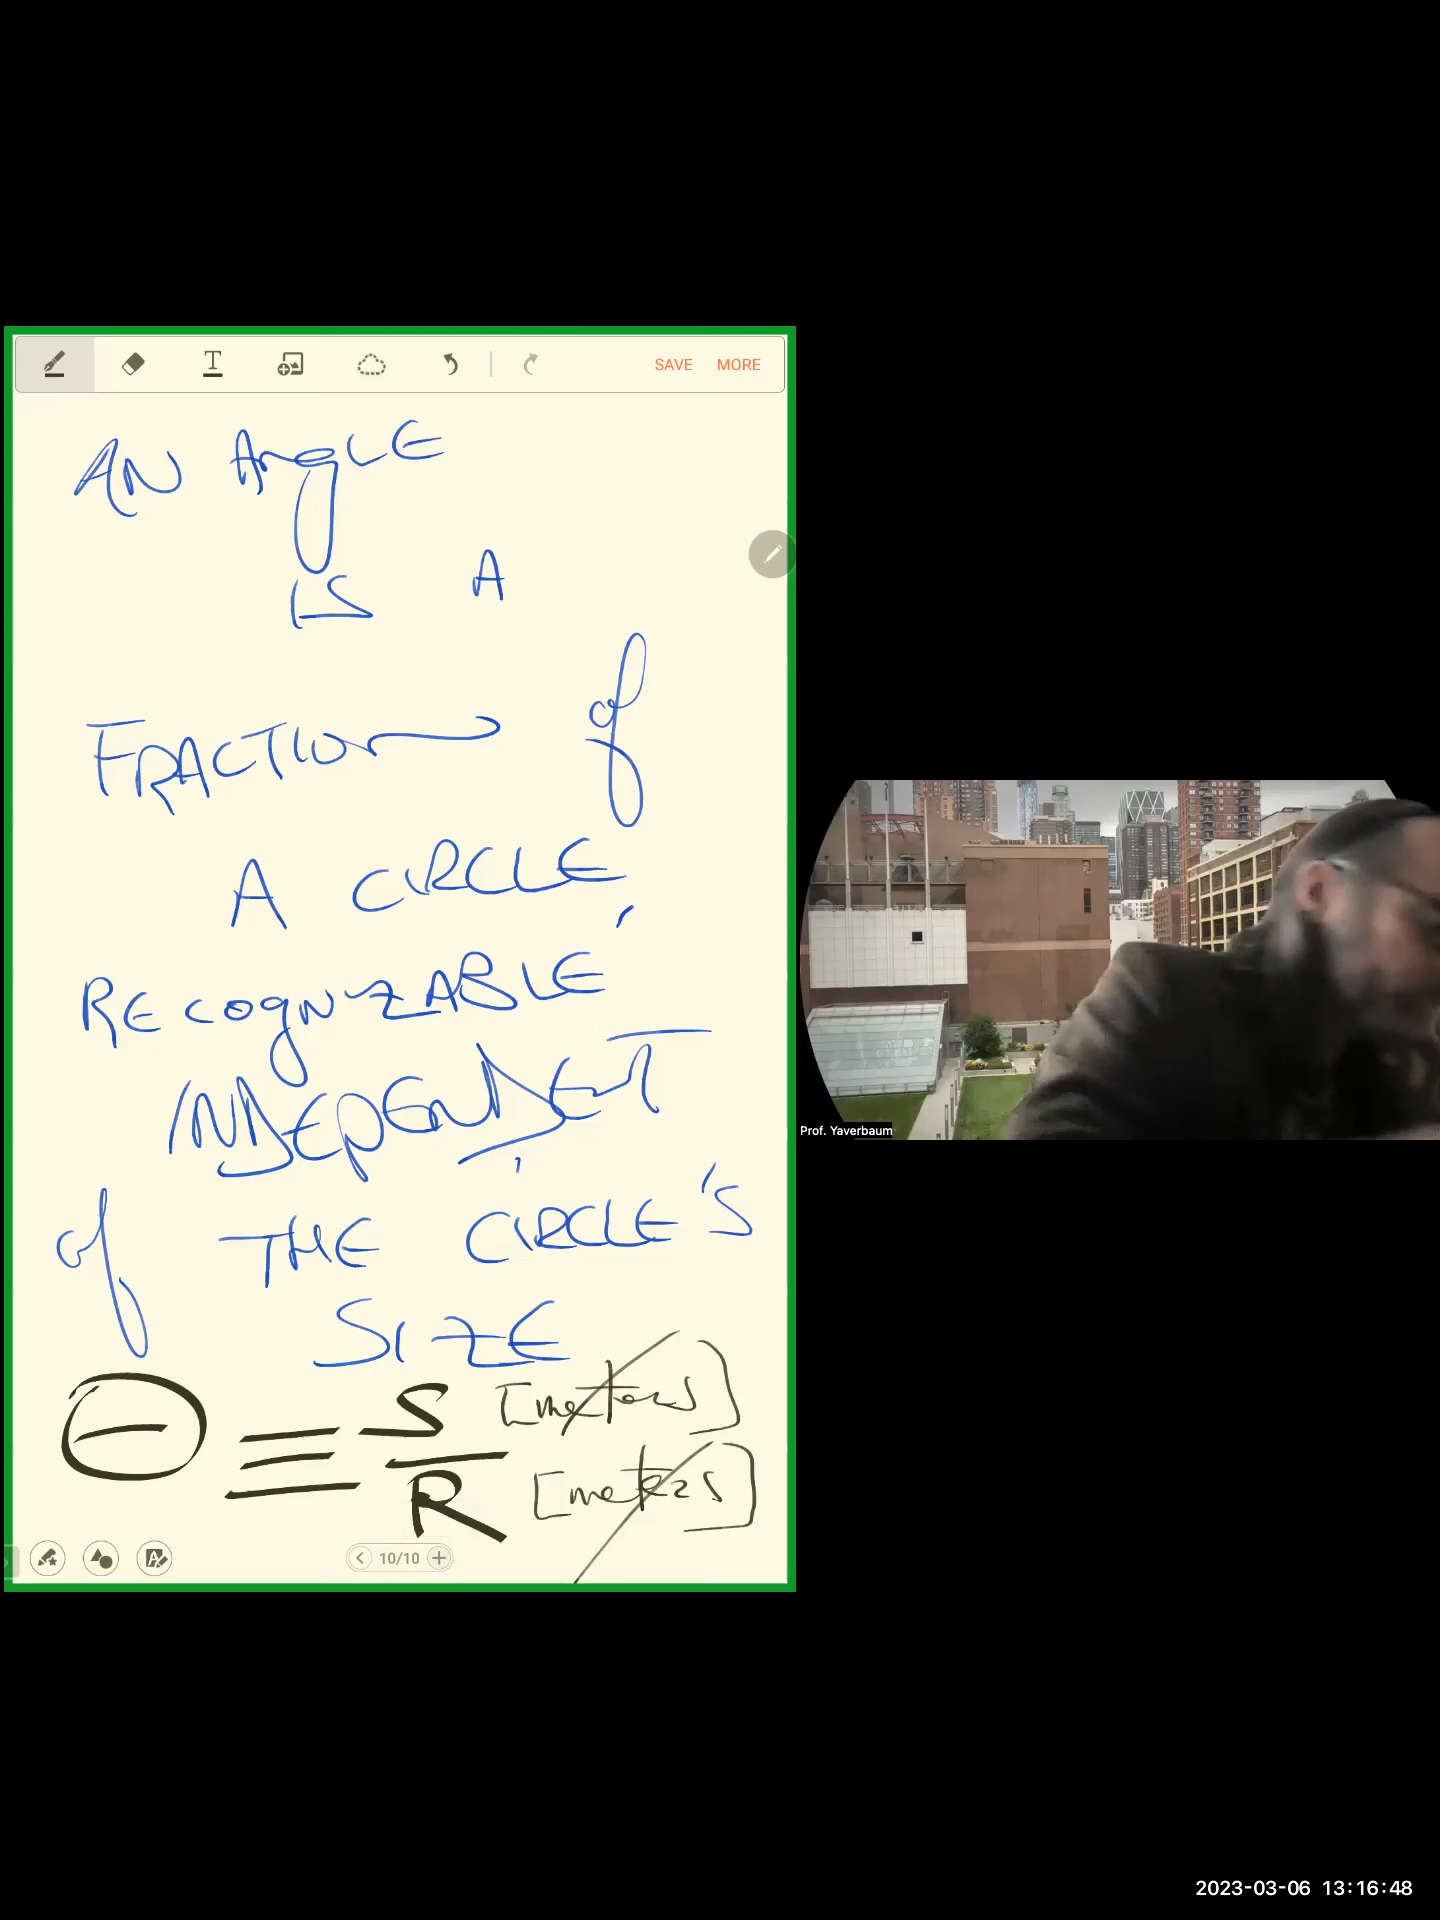 T
SAVE MORE
AN AngLE
IS A
FRACTION of
A CIRCLE,
RECOGNIZABLE
INDEPENDENT
of THE CIRCLE'S
SIZE
Θ ≡ S [meters]
R [meters]
10/10
Prof. Yaverbaum
2023-03-06 13:16:48